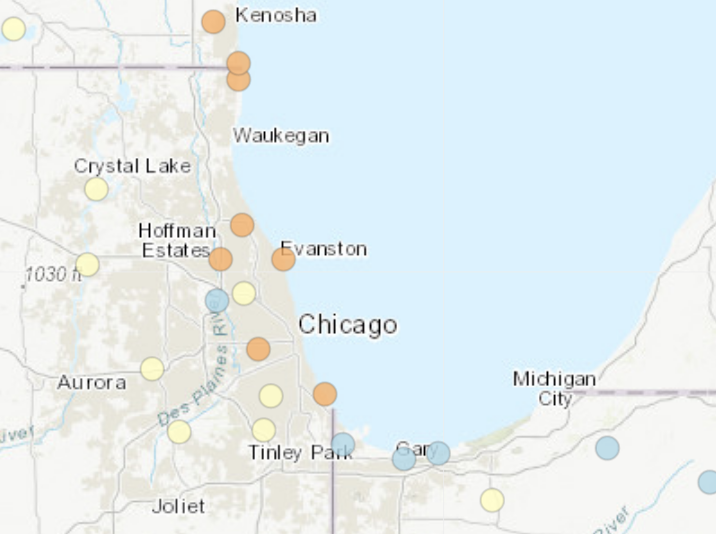 Kenosha
Waukegan
Crystal Lake
Hoffman
Estates
Evanston
1030 ft
Chicago
Des Plaines River
Aurora
Michigan
City
iver
Tinley Park
Gary
Joliet
River